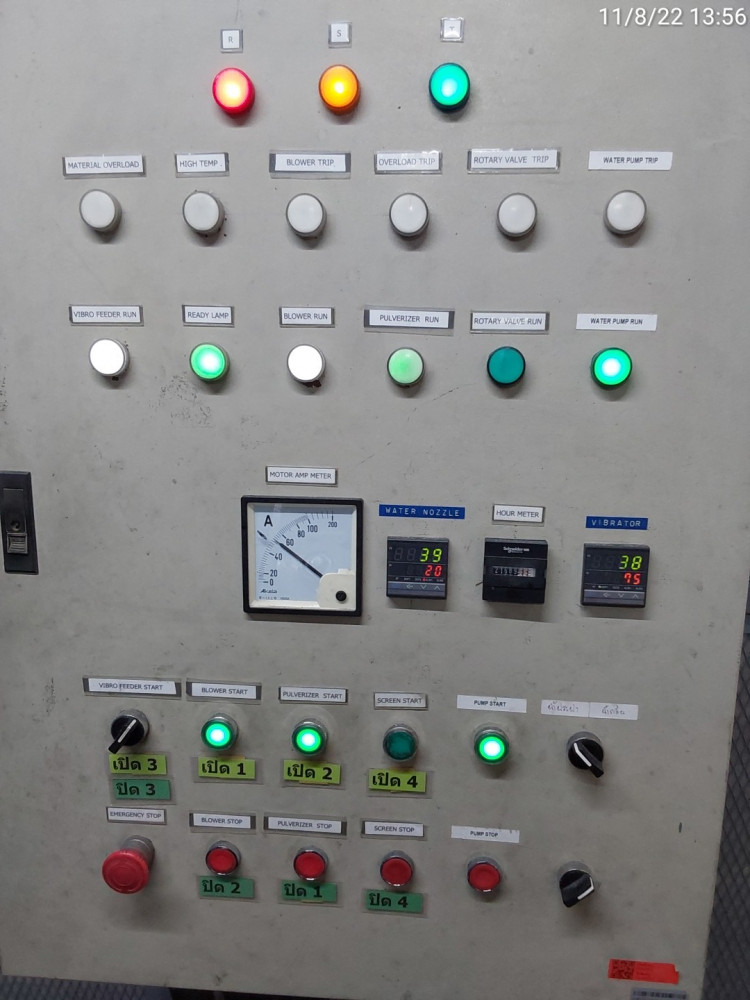 11/8/22 13:56
R
S
MATERIAL OVERLOAD
HIGH TEMP.
BLOWER TRIP
OVERLOAD TRIP
ROTARY VALVE TRIP
WATER PUMP TRIP
VIBRO FEEDER RUN
READY LAMP
BLOWER RUN
PULVERIZER RUN
ROTARY VALVE RUN
WATER PUMP RUN
MOTOR AMP METER
WATER NOZZLE
HOUR METER
VIBRATOR
A
0
20
40
60
80
100
200
39
20
38
75
VIBRO FEEDER START
BLOWER START
PULVERIZER START
SCREEN START
PUMP START
เปิด 3
เปิด 1
เปิด 2
เปิด 4
ปิด 3
EMERGENCY STOP
BLOWER STOP
PULVERIZER STOP
SCREEN STOP
PUMP STOP
ปิด 2
ปิด 1
ปิด 4